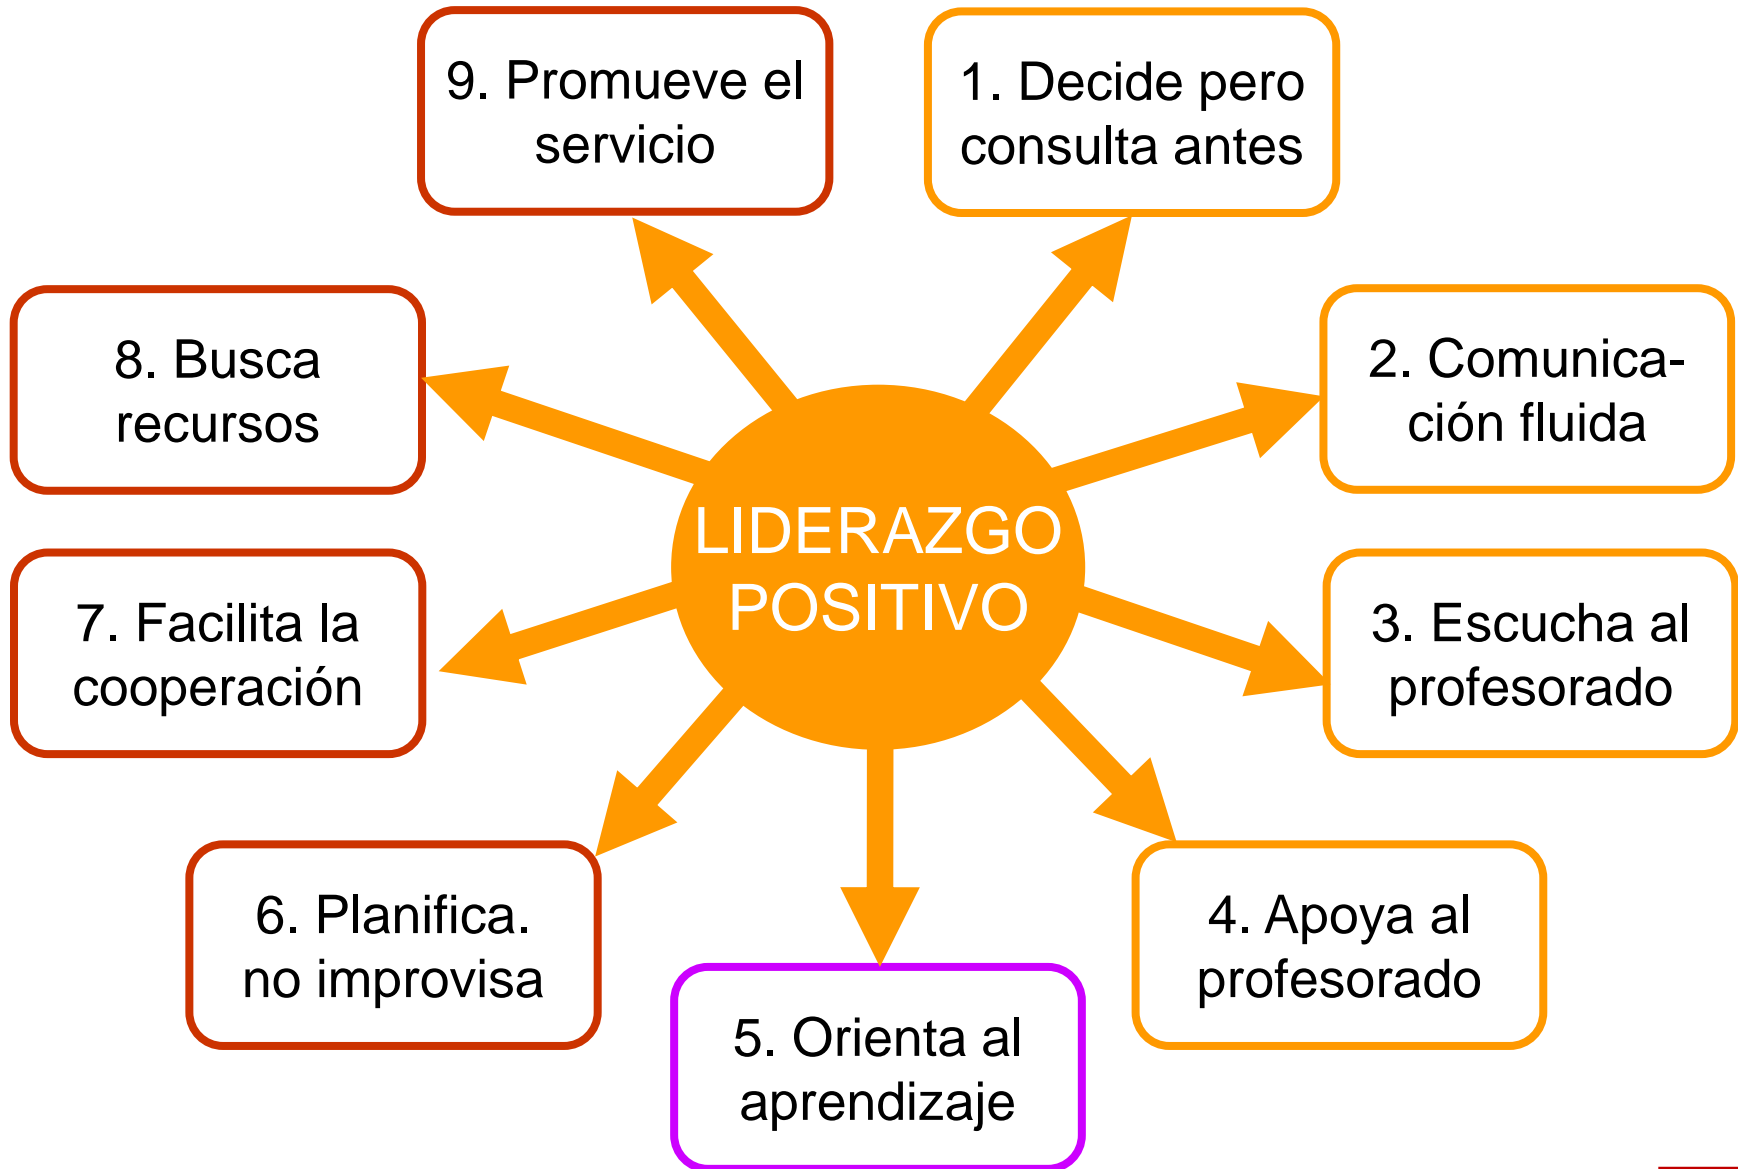 LIDERAZGO
POSITIVO
1. Decide pero
consulta antes
2. Comunica-
ción fluida
3. Escucha al
profesorado
4. Apoya al
profesorado
5. Orienta al
aprendizaje
6. Planifica.
no improvisa
7. Facilita la
cooperación
8. Busca
recursos
9. Promueve el
servicio